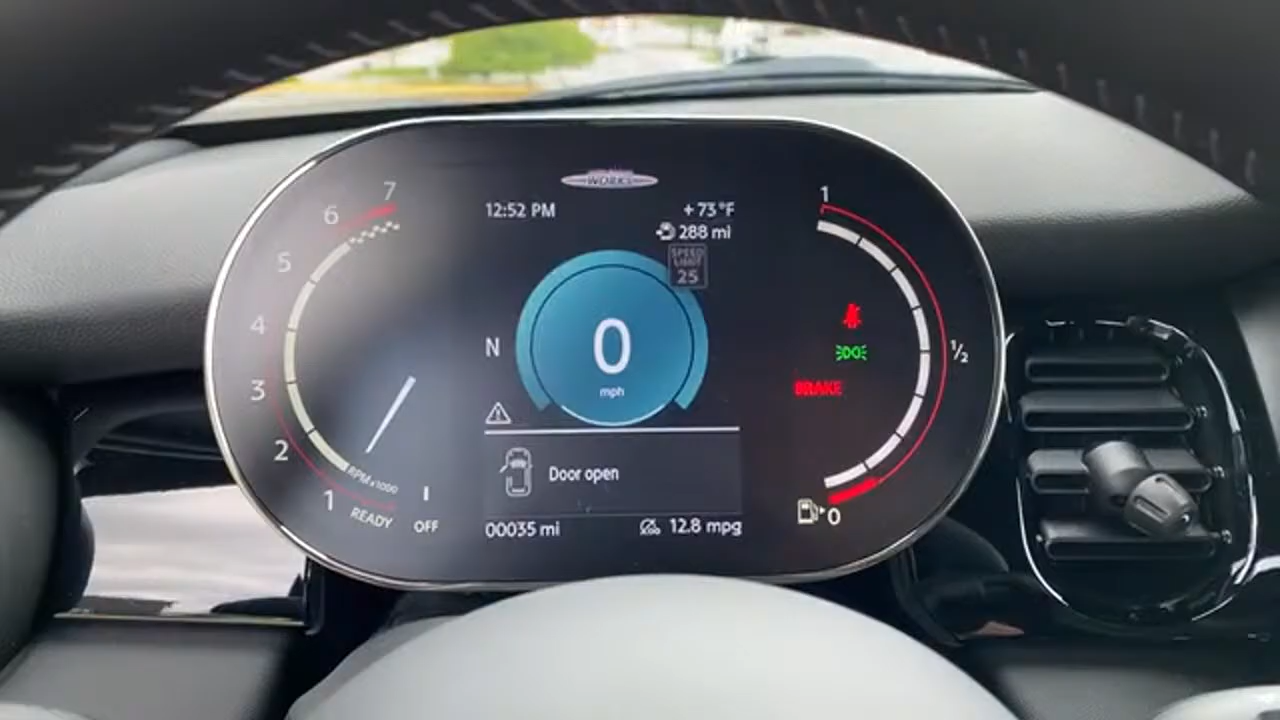 WORKS
12:52 PM
+73 °F
288 mi
SPEED
LIMIT
25
7
6
5
4
3
2
1
RPM x1000
READY
OFF
N
0
mph
Door open
00035 mi
12.8 mpg
1
1/2
0
BRAKE